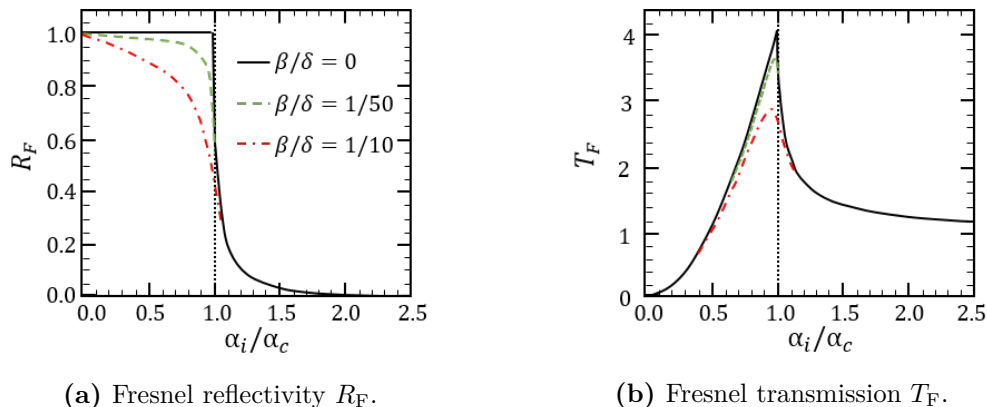 1.0
0.8
0.6
0.4
0.2
0.0
R_F
β/δ = 0
β/δ = 1/50
β/δ = 1/10
0.0 0.5 1.0 1.5 2.0 2.5
α_i/α_c
(a) Fresnel reflectivity R_F.
4
3
2
1
0
T_F
0.0 0.5 1.0 1.5 2.0 2.5
α_i/α_c
(b) Fresnel transmission T_F.